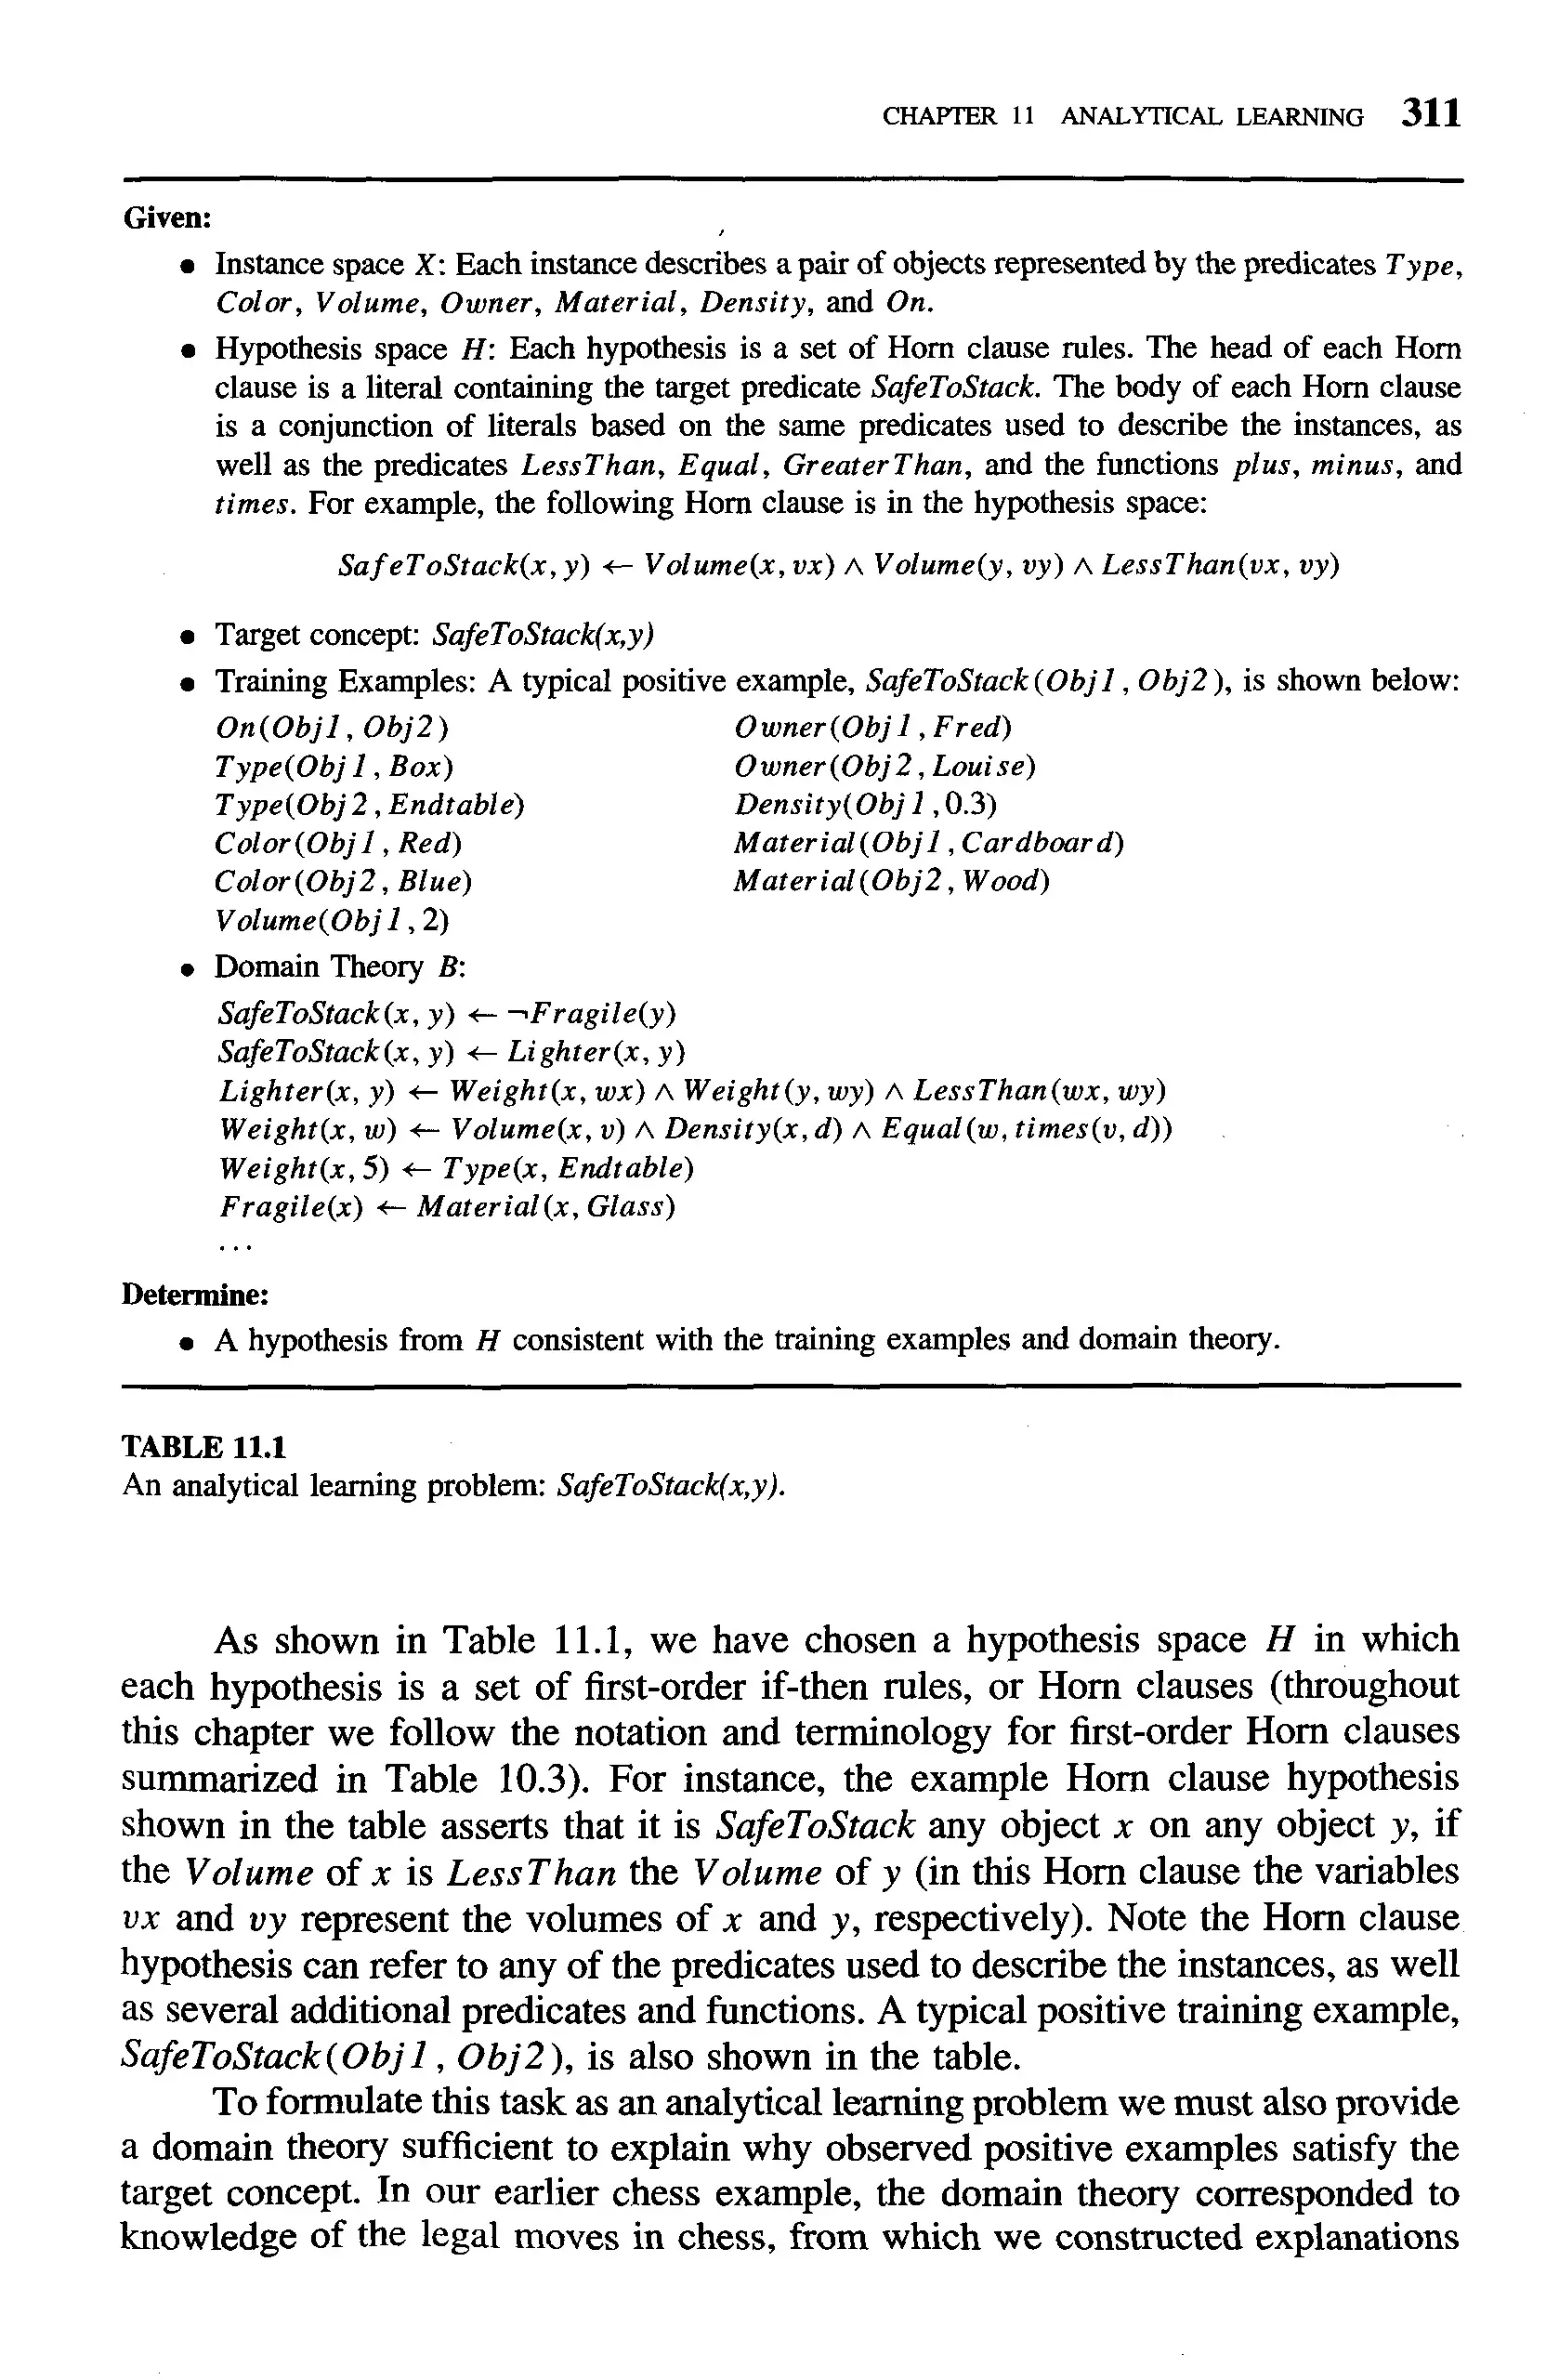 CHAPTER 11 ANALYTICAL LEARNING 311
Given:
• Instance space X: Each instance describes a pair of objects represented by the predicates Type,
Color, Volume, Owner, Material, Density, and On.
• Hypothesis space H: Each hypothesis is a set of Horn clause rules. The head of each Horn
clause is a literal containing the target predicate SafeToStack. The body of each Horn clause
is a conjunction of literals based on the same predicates used to describe the instances, as
well as the predicates LessThan, Equal, GreaterThan, and the functions plus, minus, and
times. For example, the following Horn clause is in the hypothesis space:
SafeToStack(x, y) ← Volume(x, vx) ∧ Volume(y, vy) ∧ LessThan(vx, vy)
• Target concept: SafeToStack(x,y)
• Training Examples: A typical positive example, SafeToStack(Obj1, Obj2), is shown below:
On(Obj1, Obj2) Owner(Obj1, Fred)
Type(Obj1, Box) Owner(Obj2, Louise)
Type(Obj2, Endtable) Density(Obj1, 0.3)
Color(Obj1, Red) Material(Obj1, Cardboard)
Color(Obj2, Blue) Material(Obj2, Wood)
Volume(Obj1, 2)
• Domain Theory B:
SafeToStack(x, y) ← ¬Fragile(y)
SafeToStack(x, y) ← Lighter(x, y)
Lighter(x, y) ← Weight(x, wx) ∧ Weight(y, wy) ∧ LessThan(wx, wy)
Weight(x, w) ← Volume(x, v) ∧ Density(x, d) ∧ Equal(w, times(v, d))
Weight(x, 5) ← Type(x, Endtable)
Fragile(x) ← Material(x, Glass)
...
Determine:
• A hypothesis from H consistent with the training examples and domain theory.
TABLE 11.1
An analytical learning problem: SafeToStack(x,y).
As shown in Table 11.1, we have chosen a hypothesis space H in which
each hypothesis is a set of first-order if-then rules, or Horn clauses (throughout
this chapter we follow the notation and terminology for first-order Horn clauses
summarized in Table 10.3). For instance, the example Horn clause hypothesis
shown in the table asserts that it is SafeToStack any object x on any object y, if
the Volume of x is LessThan the Volume of y (in this Horn clause the variables
vx and vy represent the volumes of x and y, respectively). Note the Horn clause
hypothesis can refer to any of the predicates used to describe the instances, as well
as several additional predicates and functions. A typical positive training example,
SafeToStack(Obj1, Obj2), is also shown in the table.
To formulate this task as an analytical learning problem we must also provide
a domain theory sufficient to explain why observed positive examples satisfy the
target concept. In our earlier chess example, the domain theory corresponded to
knowledge of the legal moves in chess, from which we constructed explanations